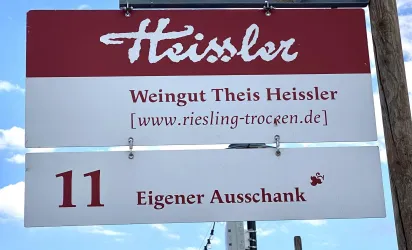 Heissler
Weingut Theis Heissler
[www.riesling-trocken.de]
11 Eigener Ausschank